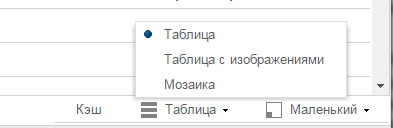 Таблица
Таблица с изображениями
Мозаика
Кэш Таблица Маленький